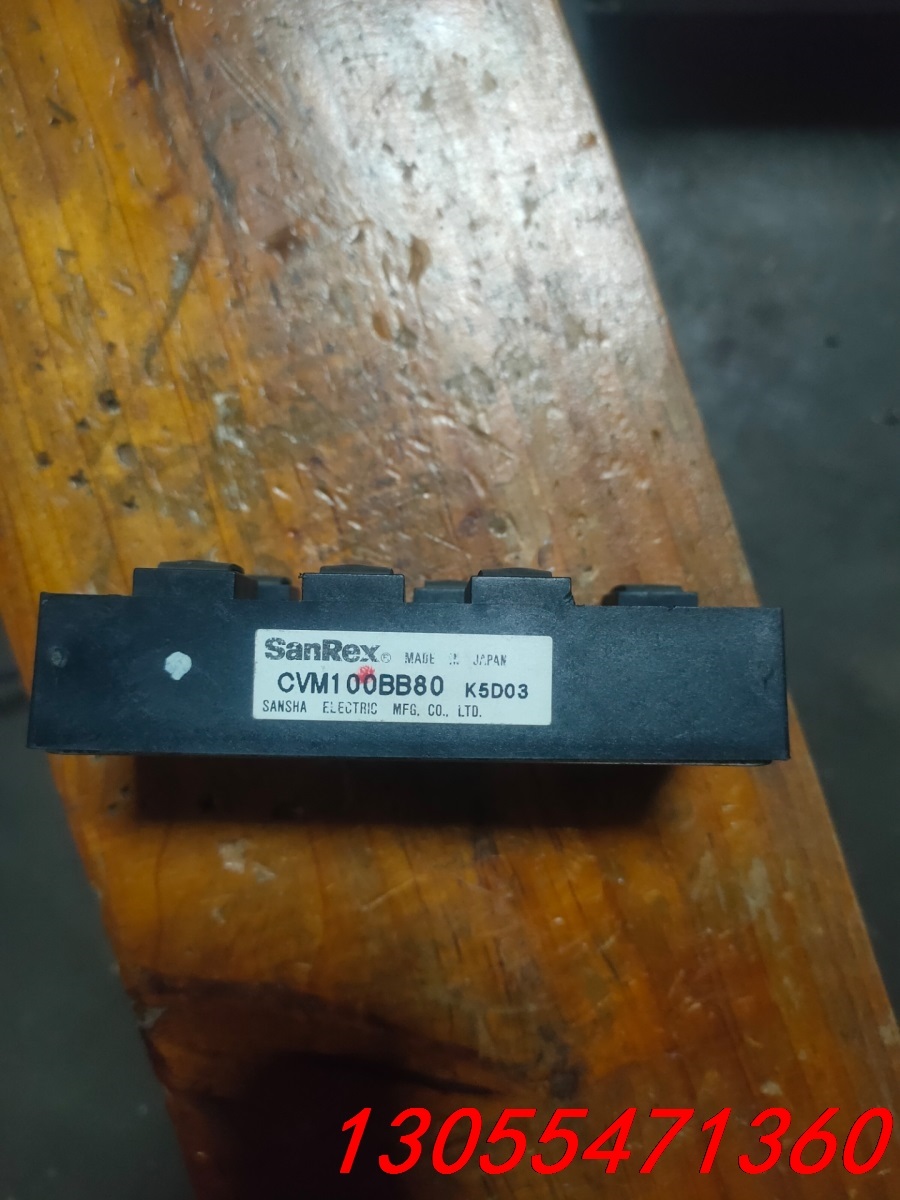 SanRex® MADE IN JAPAN
CVM100BB80 K5D03
SANSHA ELECTRIC MFG. CO., LTD.
13055471360